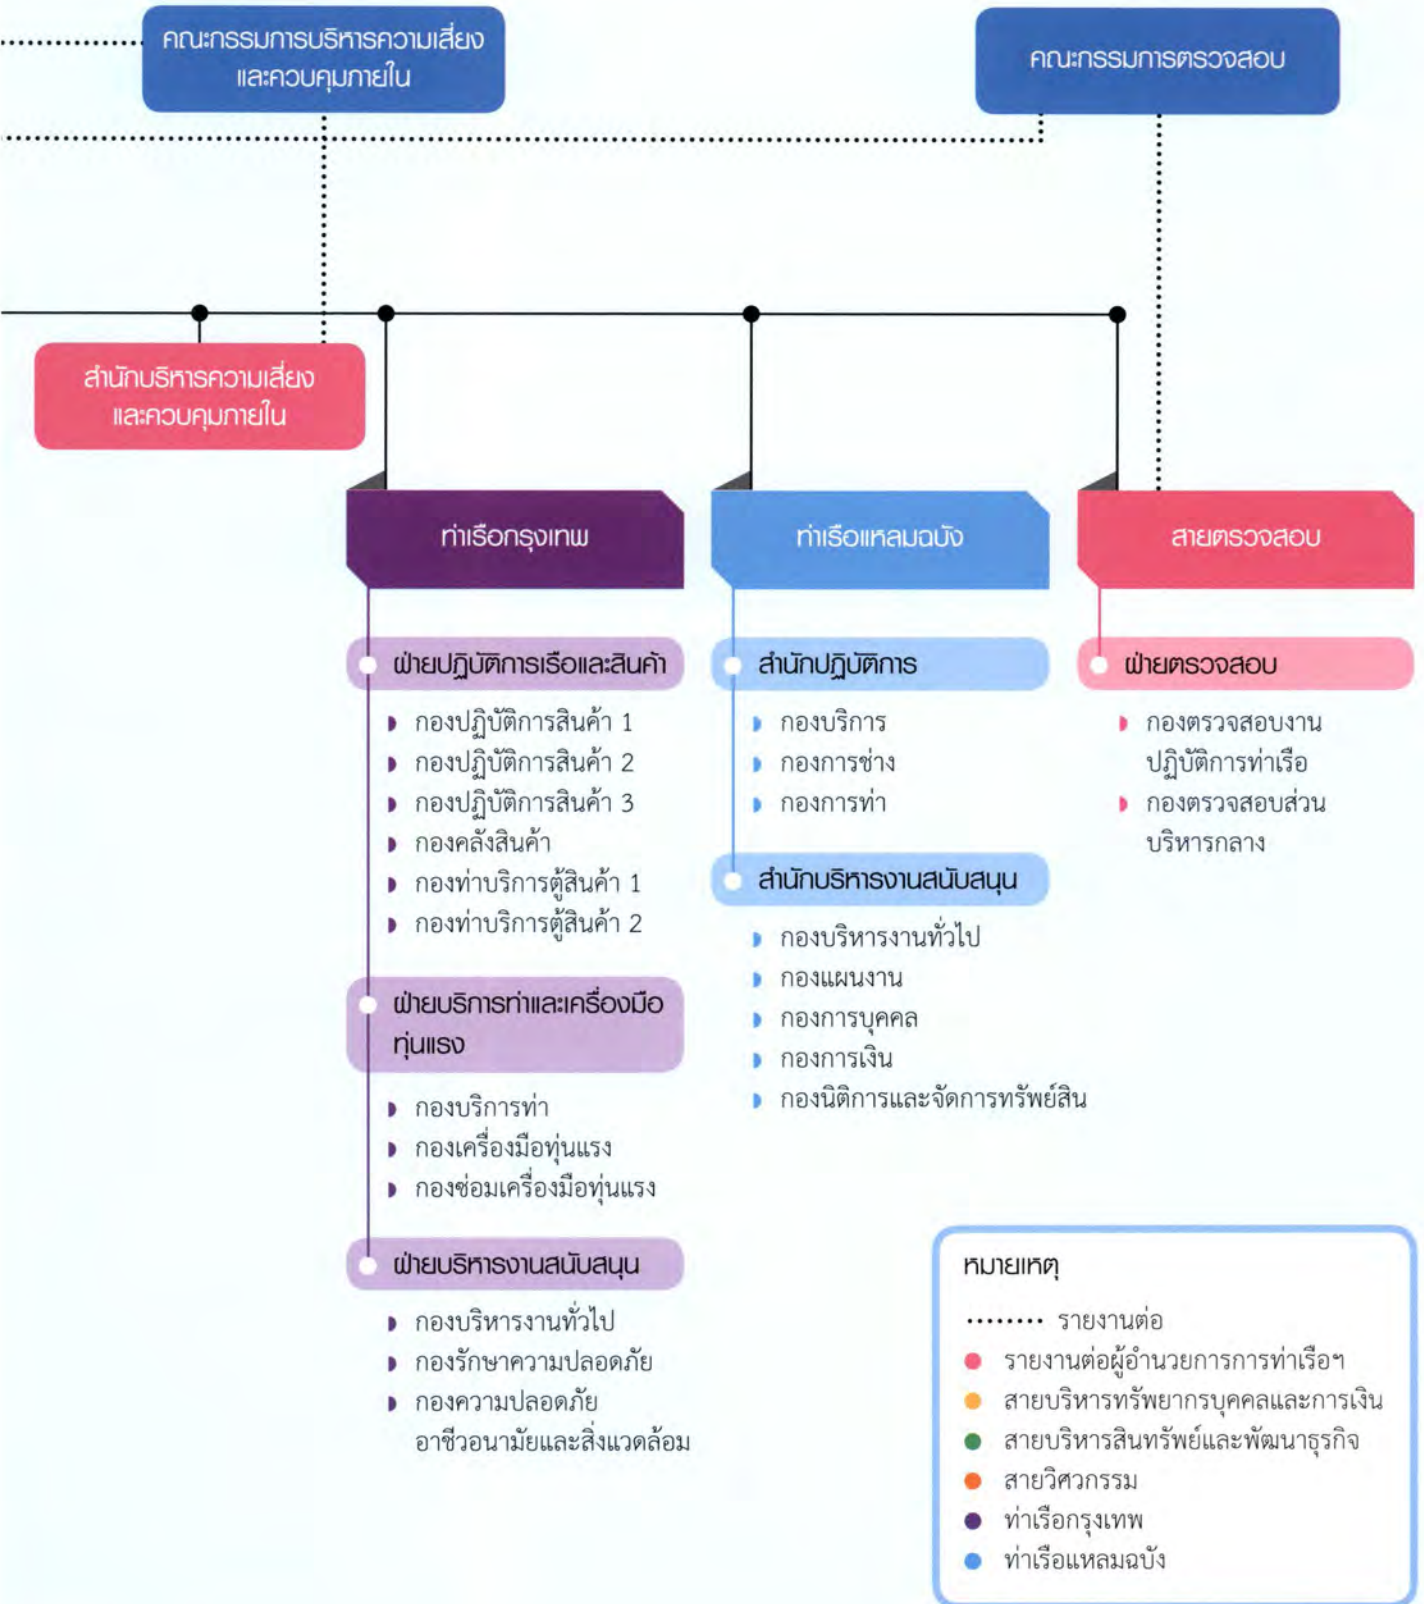 คณะกรรมการบริหารความเสี่ยง
และควบคุมภายใน
คณะกรรมการตรวจสอบ
สำนักบริหารความเสี่ยง
และควบคุมภายใน
ท่าเรือกรุงเทพ
ฝ่ายปฏิบัติการเรือและสินค้า
กองปฏิบัติการสินค้า 1
กองปฏิบัติการสินค้า 2
กองปฏิบัติการสินค้า 3
กองคลังสินค้า
กองท่าบริการตู้สินค้า 1
กองท่าบริการตู้สินค้า 2
ฝ่ายบริการท่าและเครื่องมือ
ทุ่นแรง
กองบริการท่า
กองเครื่องมือทุ่นแรง
กองซ่อมเครื่องมือทุ่นแรง
ฝ่ายบริหารงานสนับสนุน
กองบริหารงานทั่วไป
กองรักษาความปลอดภัย
กองความปลอดภัย
อาชีวอนามัยและสิ่งแวดล้อม
ท่าเรือแหลมฉบัง
สำนักปฏิบัติการ
กองบริการ
กองการช่าง
กองการท่า
สำนักบริหารงานสนับสนุน
กองบริหารงานทั่วไป
กองแผนงาน
กองการบุคคล
กองการเงิน
กองนิติการและจัดการทรัพย์สิน
สายตรวจสอบ
ฝ่ายตรวจสอบ
กองตรวจสอบงาน
ปฏิบัติการท่าเรือ
กองตรวจสอบส่วน
บริหารกลาง
หมายเหตุ
รายงานต่อ
รายงานต่อผู้อำนวยการการท่าเรือฯ
สายบริหารทรัพยากรบุคคลและการเงิน
สายบริหารสินทรัพย์และพัฒนาธุรกิจ
สายวิศวกรรม
ท่าเรือกรุงเทพ
ท่าเรือแหลมฉบัง